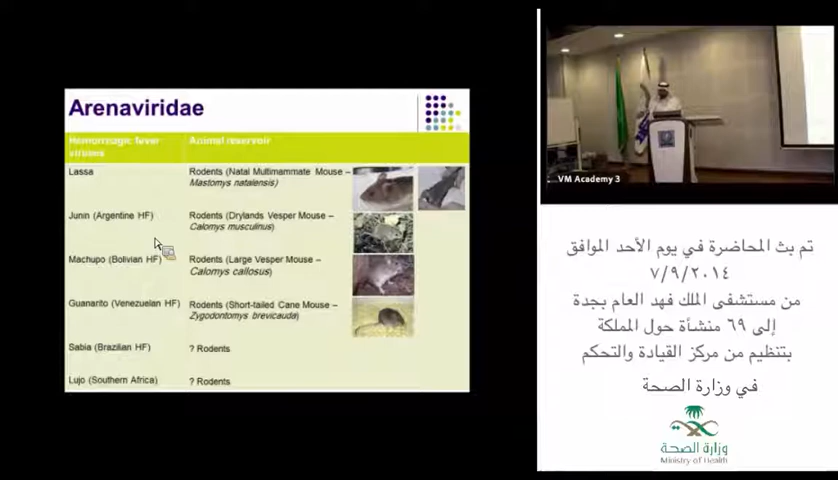 Arenaviridae
Hemorrhagic fever viruses
Animal reservoir
Lassa
Rodents (Natal Multimammate Mouse –
Mastomys natalensis)
Junin (Argentine HF)
Rodents (Drylands Vesper Mouse –
Calomys musculinus)
Machupo (Bolivian HF)
Rodents (Large Vesper Mouse –
Calomys callosus)
Guanarito (Venezuelan HF)
Rodents (Short-tailed Cane Mouse –
Zygodontomys brevicauda)
Sabia (Brazilian HF)
? Rodents
Lujo (Southern Africa)
? Rodents
VM Academy 3
تم بث المحاضرة في يوم الأحد الموافق
٧/٩/٢٠١٤
من مستشفى الملك فهد العام بجدة
إلى ٦٩ منشأة حول المملكة
بتنظيم من مركز القيادة والتحكم
في وزارة الصحة
وزارة الصحة
Ministry of Health